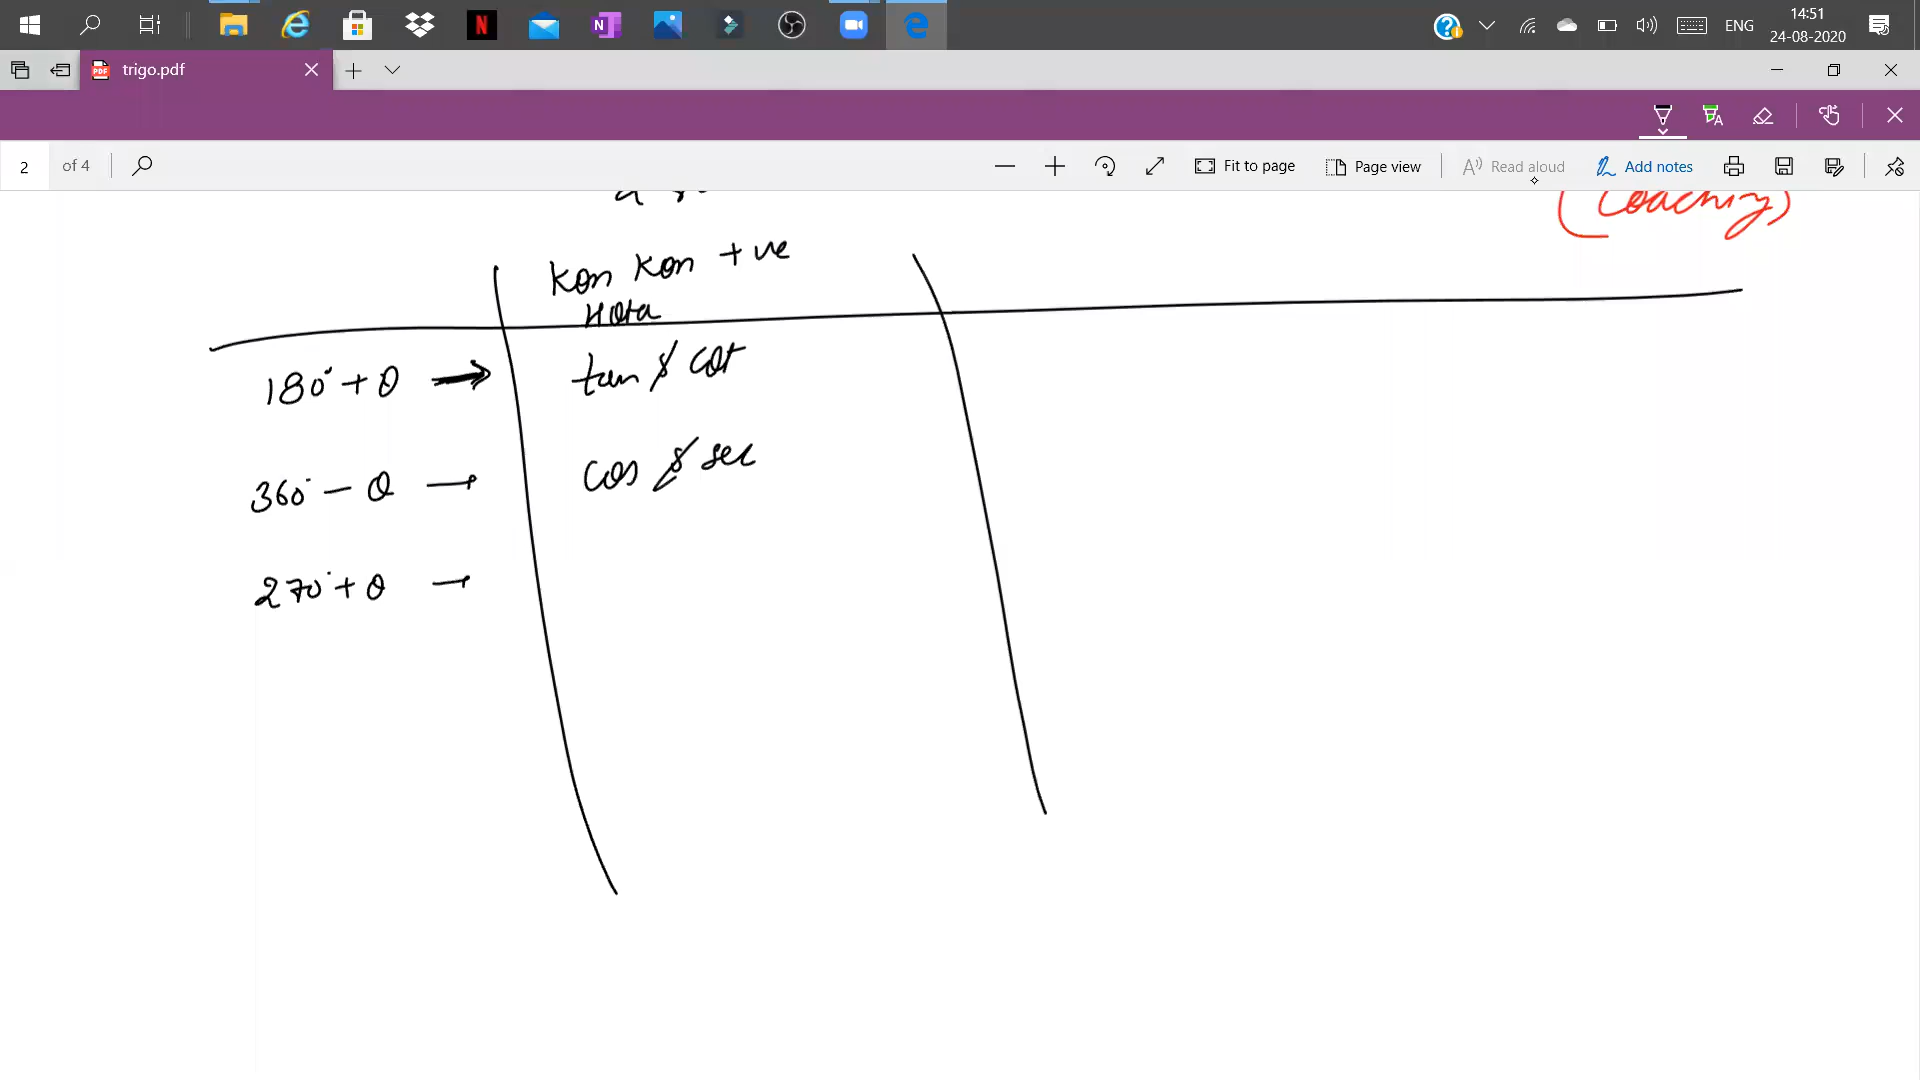 14:51
ENG
24-08-2020
trigo.pdf
2 of 4
Fit to page
Page view
Read aloud
Add notes
(Coaching)
Kon Kon +ve
Hota
180° + θ → tan & cot
360° - θ → cos & sec
270° + θ →